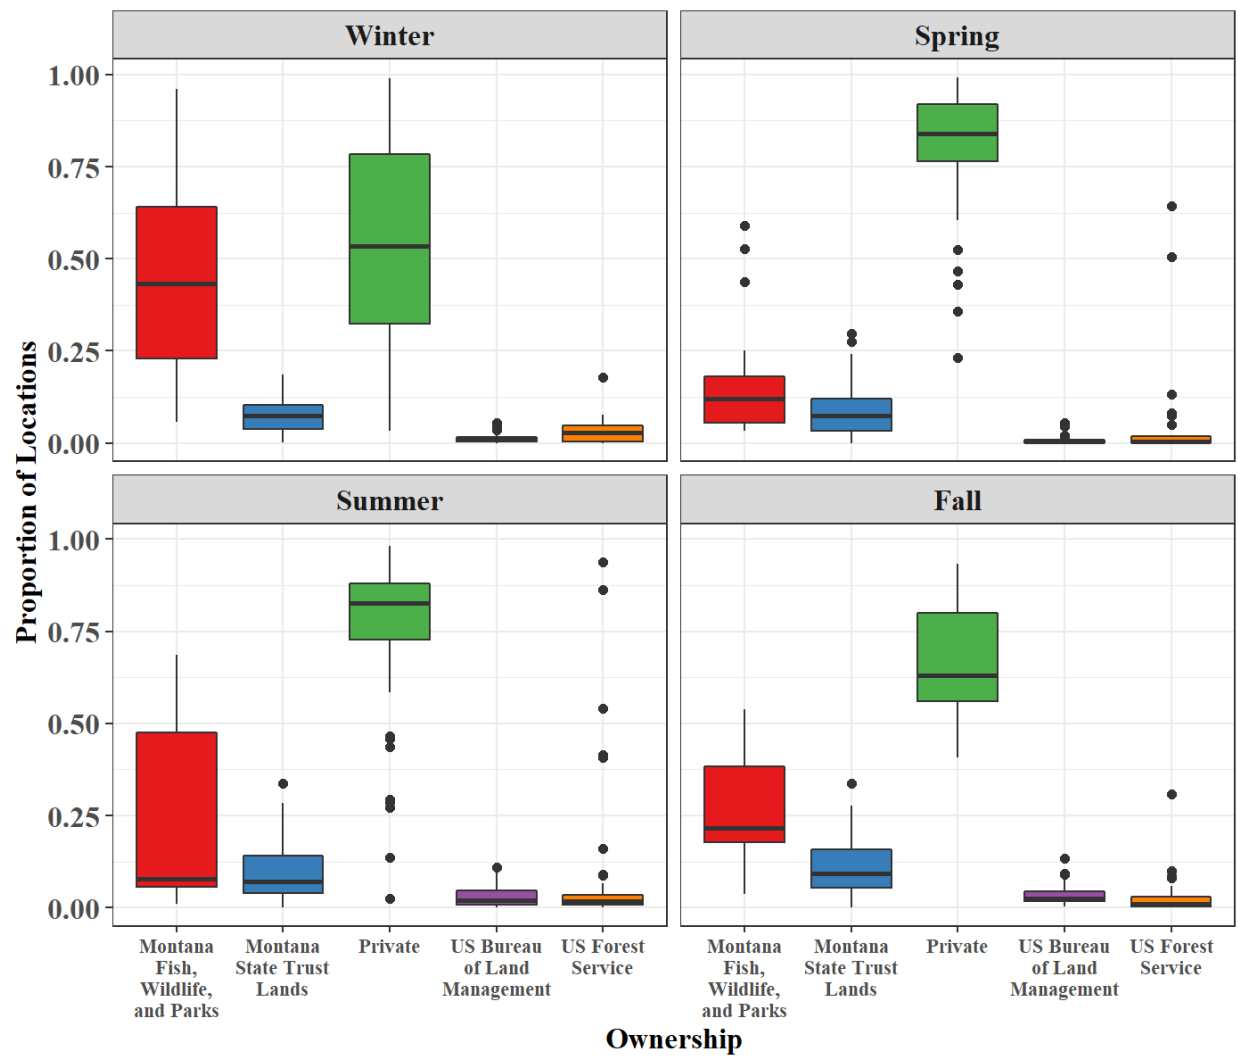 Winter
Spring
1.00
0.75
0.50
0.25
0.00
Summer
Fall
1.00
0.75
0.50
0.25
0.00
Proportion of Locations
Montana
Fish,
Wildlife,
and Parks
Montana
State Trust
Lands
Private
US Bureau
of Land
Management
US Forest
Service
Montana
Fish,
Wildlife,
and Parks
Montana
State Trust
Lands
Private
US Bureau
of Land
Management
US Forest
Service
Ownership